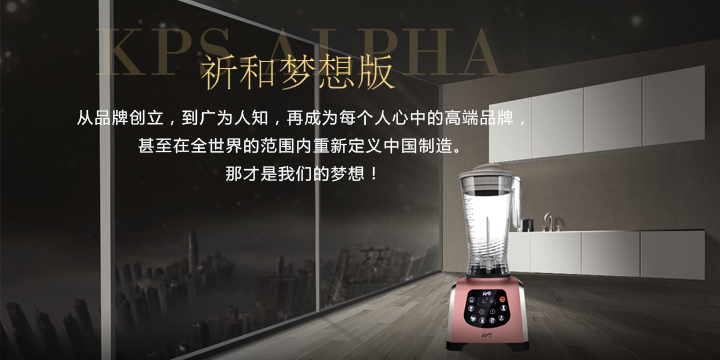 KPS ALPHA
祈和梦想版
从品牌创立，到广为人知，再成为每个人心中的高端品牌，
甚至在全世界的范围内重新定义中国制造。
那才是我们的梦想！